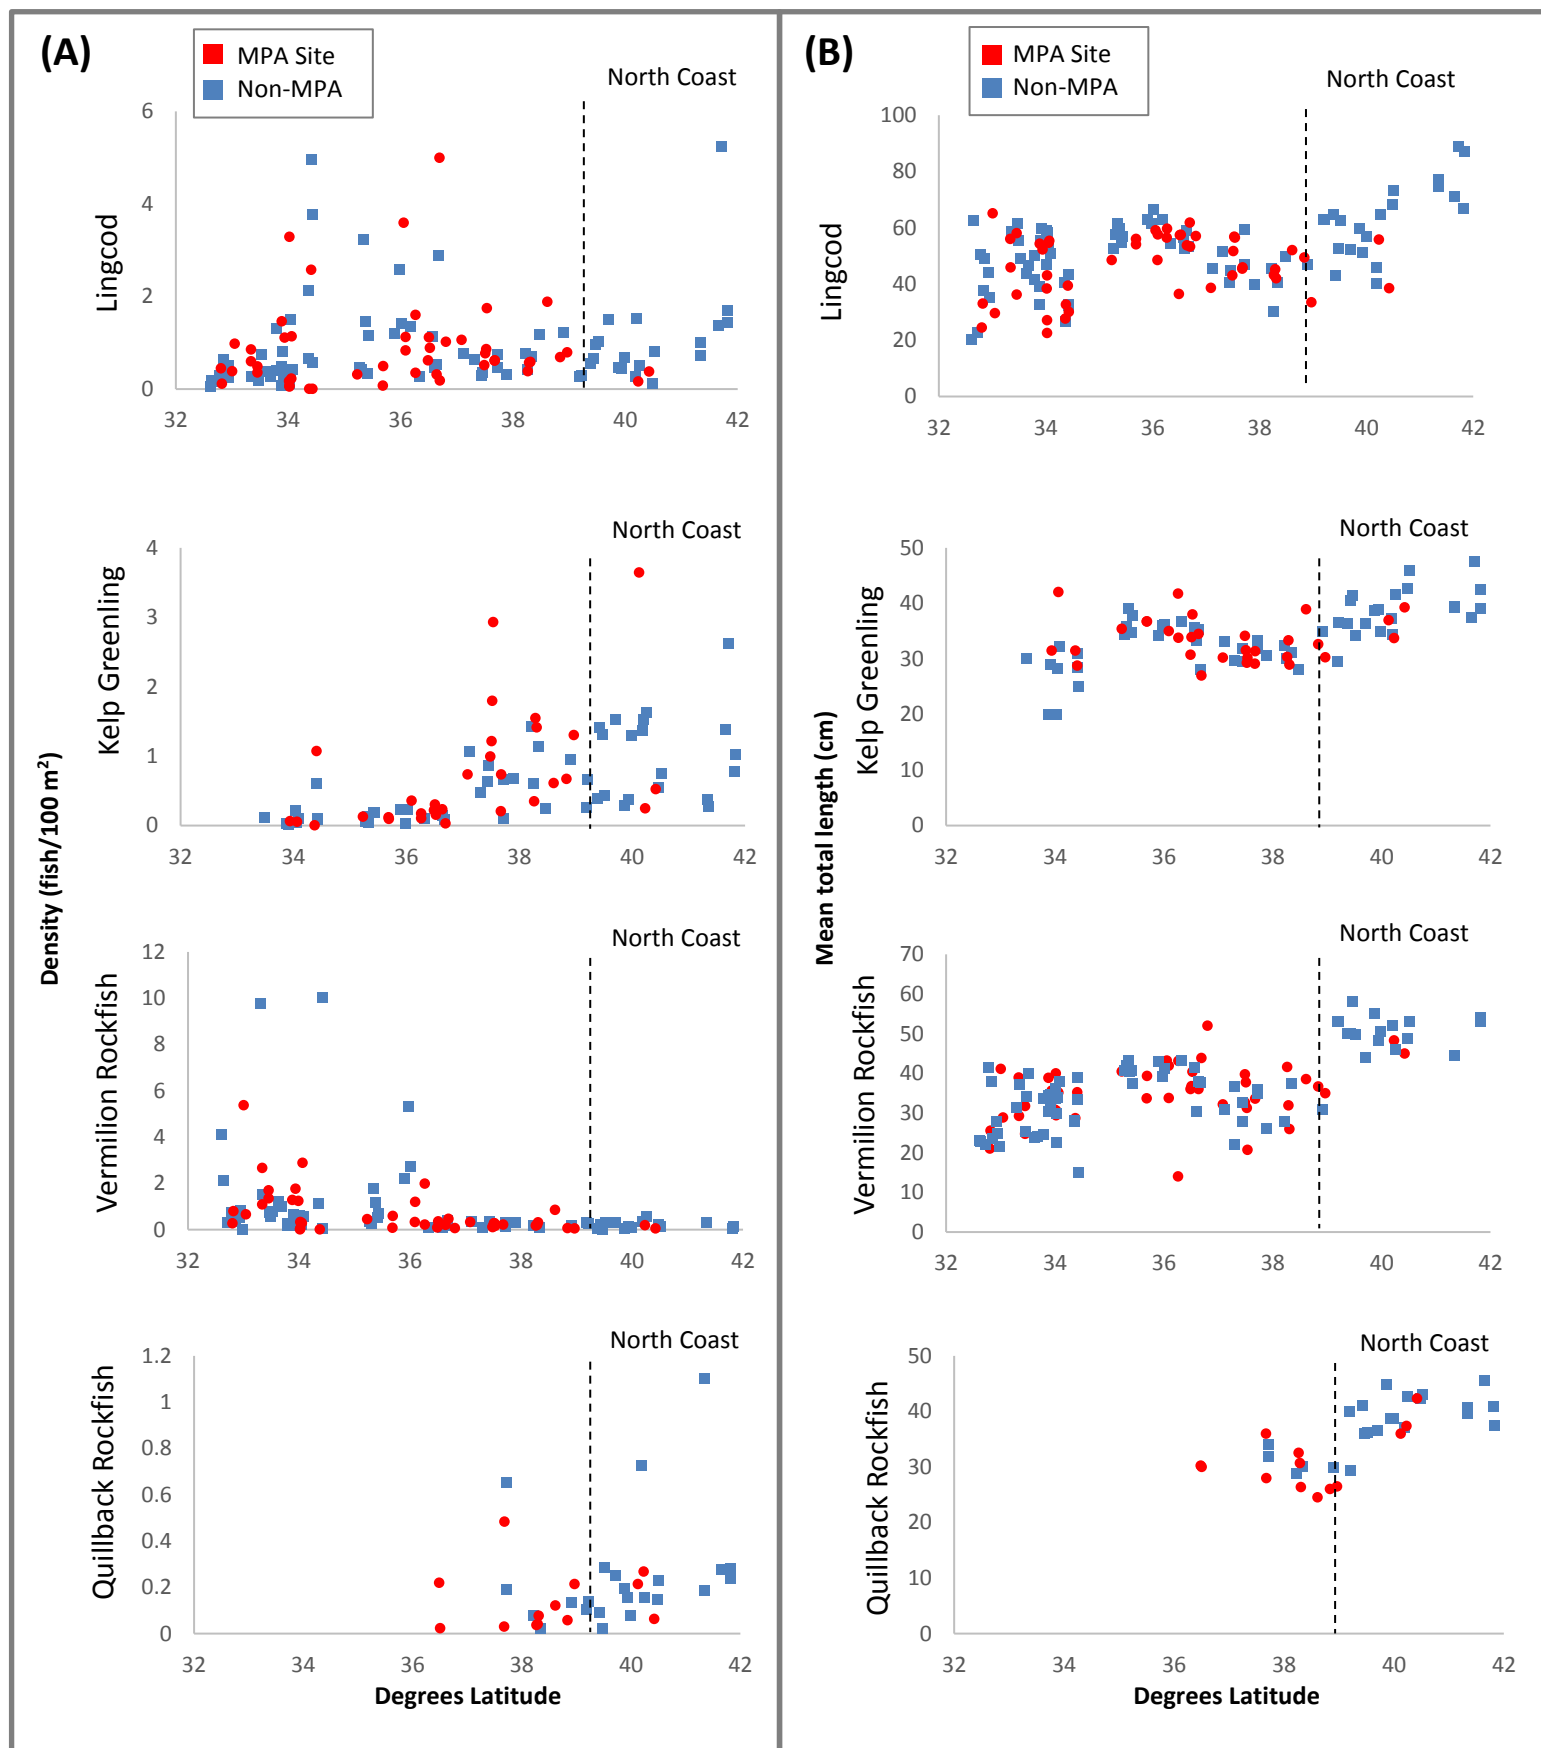 (A)
MPA Site
Non-MPA
North Coast
Lingcod
6
4
2
0
32 34 36 38 40 42
North Coast
Kelp Greenling
4
3
2
1
0
32 34 36 38 40 42
Density (fish/100 m²)
North Coast
Vermilion Rockfish
12
10
8
6
4
2
0
32 34 36 38 40 42
North Coast
Quillback Rockfish
1.2
1
0.8
0.6
0.4
0.2
0
32 34 36 38 40 42
Degrees Latitude
(B)
MPA Site
Non-MPA
North Coast
Lingcod
100
80
60
40
20
0
32 34 36 38 40 42
North Coast
Kelp Greenling
50
40
30
20
10
0
32 34 36 38 40 42
Mean total length (cm)
North Coast
Vermilion Rockfish
70
60
50
40
30
20
10
0
32 34 36 38 40 42
North Coast
Quillback Rockfish
50
40
30
20
10
0
32 34 36 38 40 42
Degrees Latitude